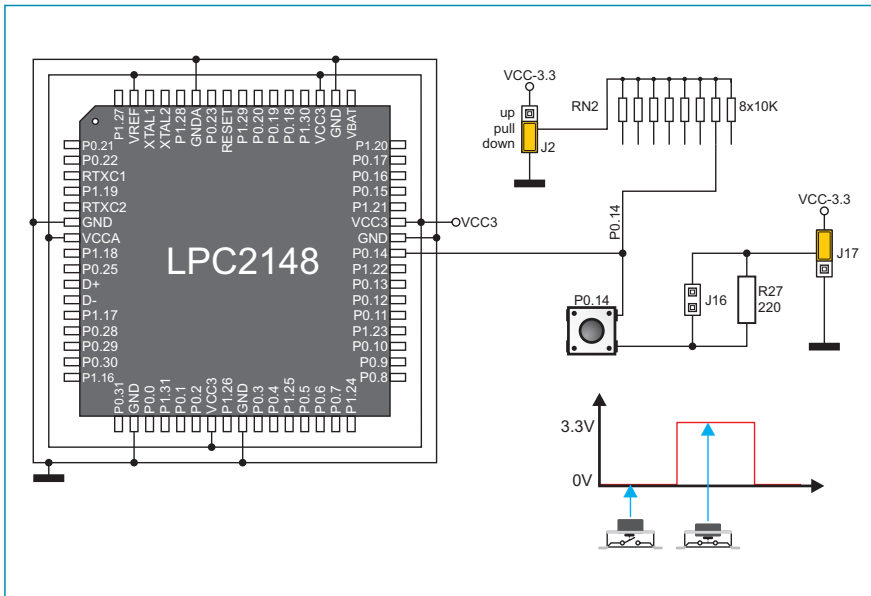 P1.27
VREF
XTAL1
XTAL2
P1.28
GNDA
P0.23
RESET
P1.29
P0.20
P0.19
P0.18
P1.30
VCC3
GND
VBAT
P0.21
P0.22
RTXC1
P1.19
RTXC2
GND
VCCA
P1.18
P0.25
D+
D-
P1.17
P0.28
P0.29
P0.30
P1.16
LPC2148
P1.20
P0.17
P0.16
P0.15
P1.21
VCC3
GND
P0.14
P1.22
P0.13
P0.12
P0.11
P1.23
P0.10
P0.9
P0.8
P0.31
GND
P0.0
P1.31
P0.1
P0.2
VCC3
P1.26
GND
P0.3
P0.4
P1.25
P0.5
P0.6
P0.7
P1.24
VCC3
VCC-3.3
up
pull
down
J2
RN2
8x10K
P0.14
P0.14
VCC-3.3
J17
J16
R27
220
3.3V
0V